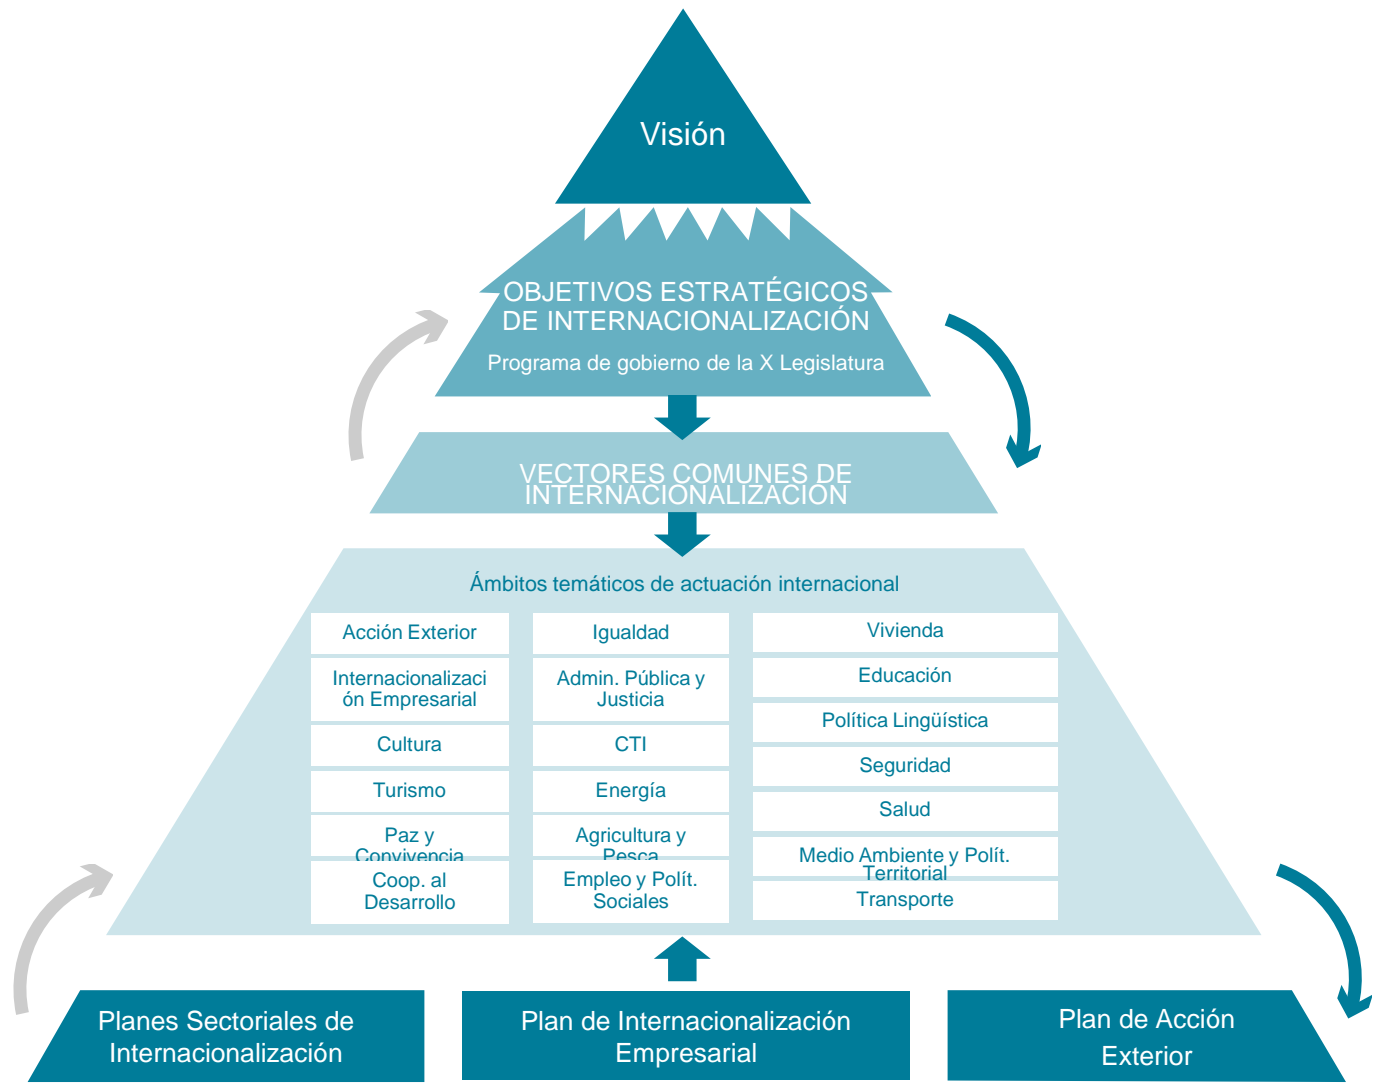 Visión
OBJETIVOS ESTRATÉGICOS
DE INTERNACIONALIZACIÓN
Programa de gobierno de la X Legislatura
VECTORES COMUNES DE
INTERNACIONALIZACIÓN
Ámbitos temáticos de actuación internacional
Acción Exterior
Internacionalizaci
ón Empresarial
Cultura
Turismo
Paz y
Convivencia
Coop. al
Desarrollo
Igualdad
Admin. Pública y
Justicia
CTI
Energía
Agricultura y
Pesca
Empleo y Polít.
Sociales
Vivienda
Educación
Política Lingüística
Seguridad
Salud
Medio Ambiente y Polít.
Territorial
Transporte
Planes Sectoriales de
Internacionalización
Plan de Internacionalización
Empresarial
Plan de Acción
Exterior